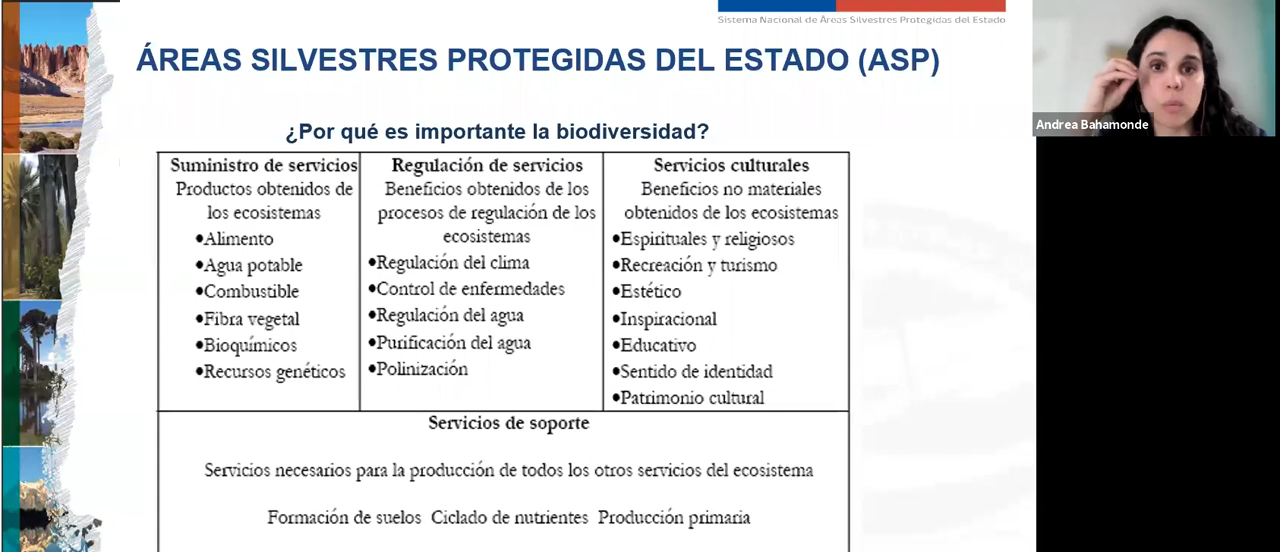 Sistema Nacional de Áreas Silvestres Protegidas del Estado
ÁREAS SILVESTRES PROTEGIDAS DEL ESTADO (ASP)
Andrea Bahamonde
¿Por qué es importante la biodiversidad?
Suministro de servicios
Productos obtenidos de
los ecosistemas
•Alimento
•Agua potable
•Combustible
•Fibra vegetal
•Bioquímicos
•Recursos genéticos
Regulación de servicios
Beneficios obtenidos de los
procesos de regulación de los
ecosistemas
•Regulación del clima
•Control de enfermedades
•Regulación del agua
•Purificación del agua
•Polinización
Servicios culturales
Beneficios no materiales
obtenidos de los ecosistemas
•Espirituales y religiosos
•Recreación y turismo
•Estético
•Inspiracional
•Educativo
•Sentido de identidad
•Patrimonio cultural
Servicios de soporte
Servicios necesarios para la producción de todos los otros servicios del ecosistema
Formación de suelos Ciclado de nutrientes Producción primaria